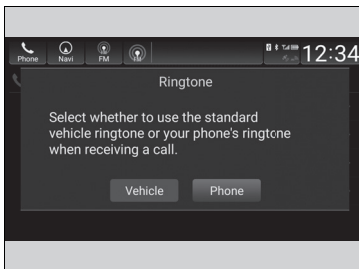 Phone
Navi
FM
12:34
Ringtone
Select whether to use the standard
vehicle ringtone or your phone's ringtone
when receiving a call.
Vehicle
Phone